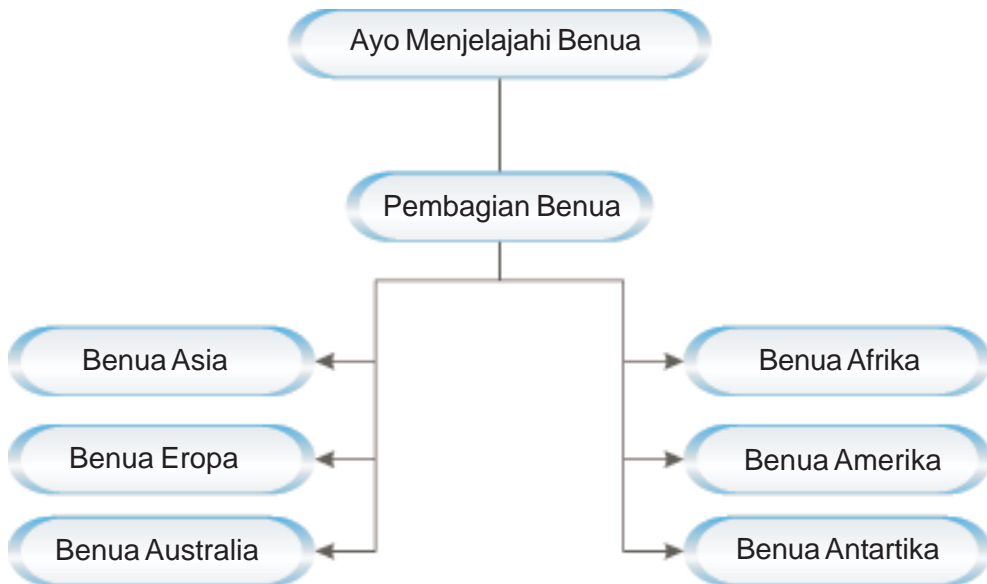 Ayo Menjelajahi Benua
Pembagian Benua
Benua Asia
Benua Eropa
Benua Australia
Benua Afrika
Benua Amerika
Benua Antartika